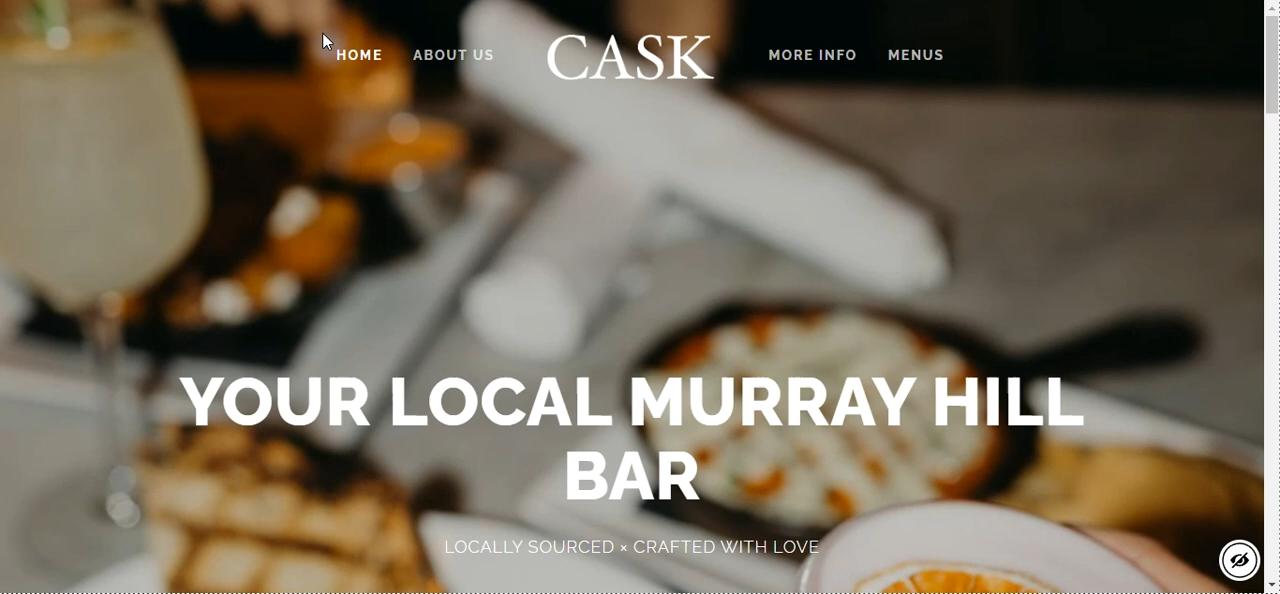 HOME ABOUT US CASK MORE INFO MENUS
YOUR LOCAL MURRAY HILL
BAR
LOCALLY SOURCED × CRAFTED WITH LOVE